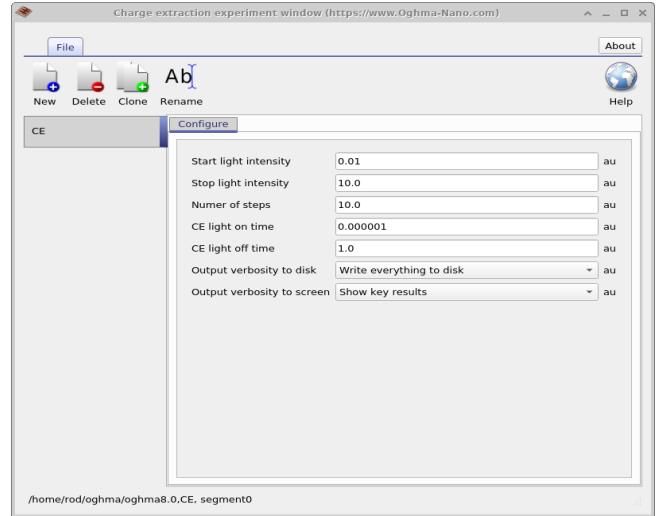 Charge extraction experiment window (https://www.Oghma-Nano.com)
File
About
Ab
New Delete Clone Rename
Help
CE
Configure
Start light intensity 0.01 au
Stop light intensity 10.0 au
Numer of steps 10.0 au
CE light on time 0.000001 au
CE light off time 1.0 au
Output verbosity to disk Write everything to disk au
Output verbosity to screen Show key results au
/home/rod/oghma/oghma8.0,CE, segment0